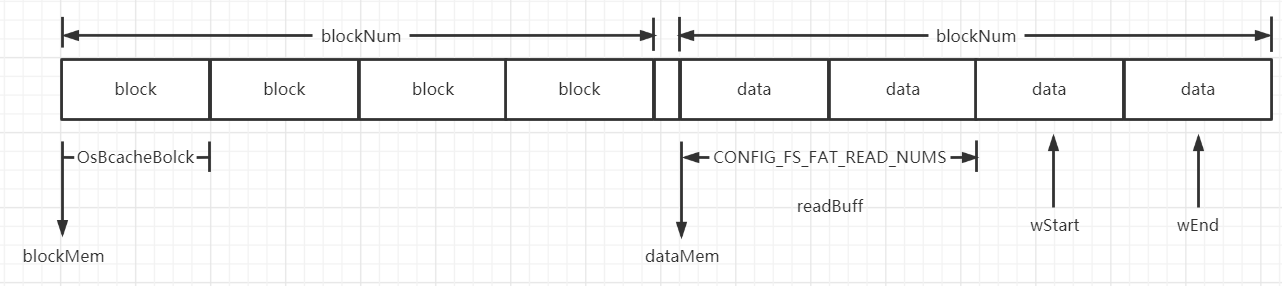 blockNum
blockNum
block
block
block
block
data
data
data
data
OsBcacheBolck
CONFIG_FS_FAT_READ_NUMS
readBuff
wStart
wEnd
blockMem
dataMem